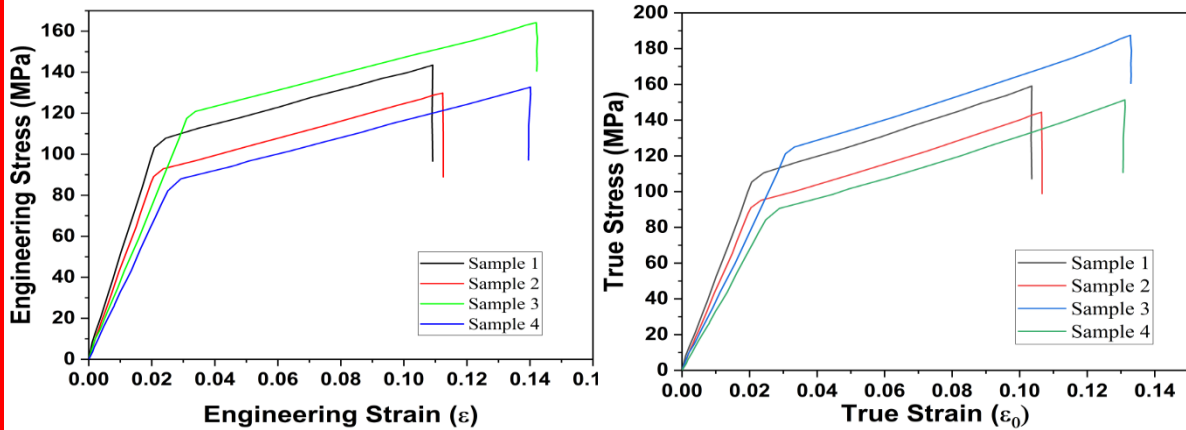 Engineering Stress (MPa)
160
140
120
100
80
60
40
20
0
Sample 1
Sample 2
Sample 3
Sample 4
0.00 0.02 0.04 0.06 0.08 0.10 0.12 0.14 0.1
Engineering Strain (ε)
True Stress (MPa)
200
180
160
140
120
100
80
60
40
20
0
Sample 1
Sample 2
Sample 3
Sample 4
0.00 0.02 0.04 0.06 0.08 0.10 0.12 0.14
True Strain (ε₀)